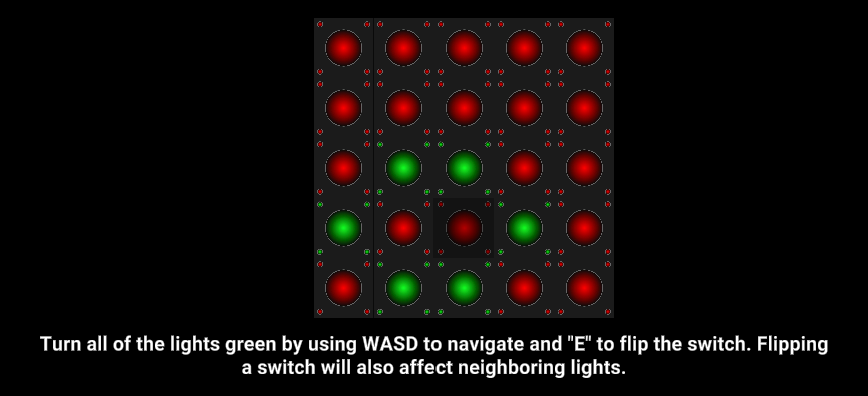 Turn all of the lights green by using WASD to navigate and "E" to flip the switch. Flipping
a switch will also affect neighboring lights.